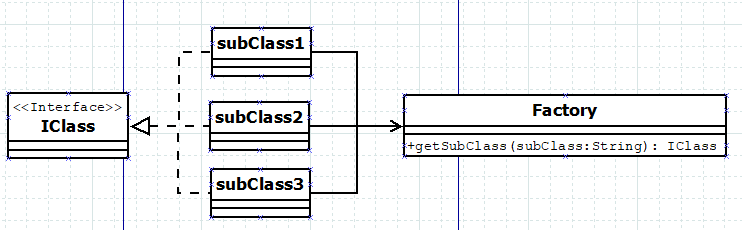 <<Interface>>
IClass
subClass1
subClass2
subClass3
Factory
+getSubClass(subClass:String): IClass